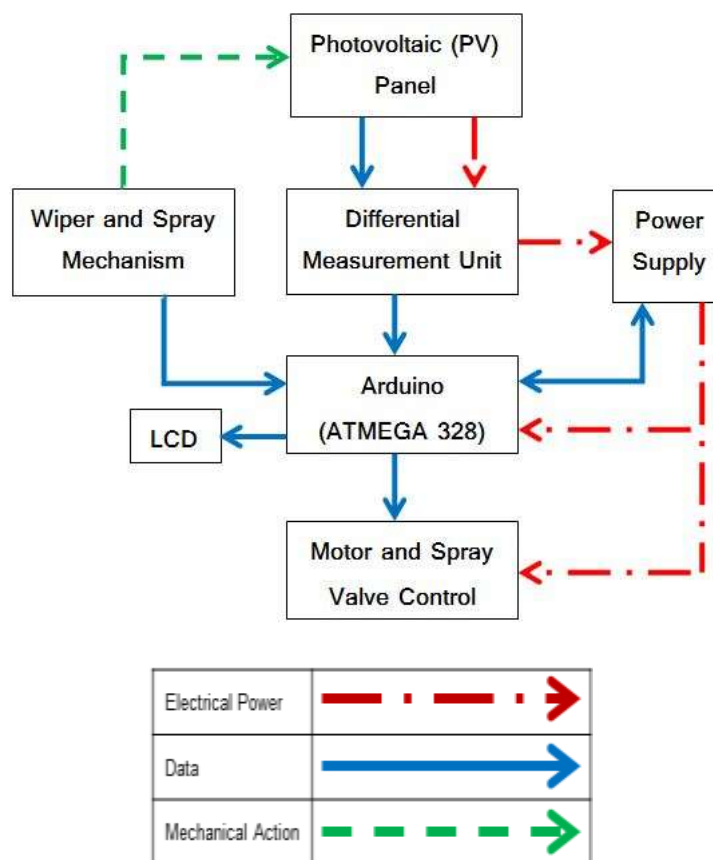 Photovoltaic (PV)
Panel
Wiper and Spray
Mechanism
Differential
Measurement Unit
Power
Supply
Arduino
(ATMEGA 328)
LCD
Motor and Spray
Valve Control
Electrical Power
Data
Mechanical Action